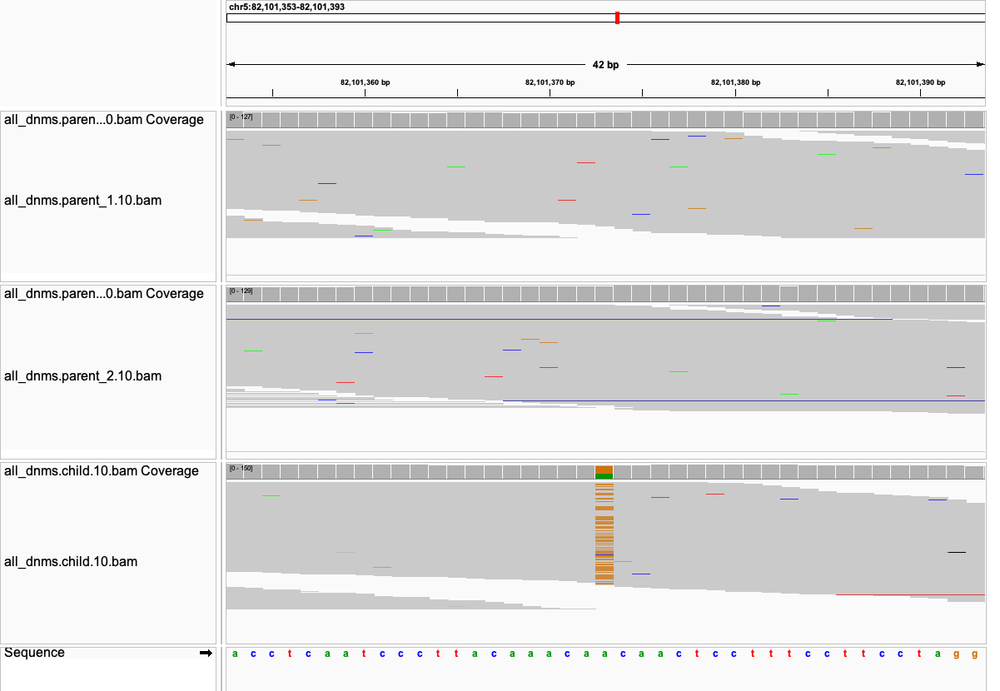 chr5:82,101,353-82,101,393
42 bp
82,101,360 bp 82,101,370 bp 82,101,380 bp 82,101,390 bp
all_dnms.paren...0.bam Coverage [0 - 127]
all_dnms.parent_1.10.bam
all_dnms.paren...0.bam Coverage [0 - 129]
all_dnms.parent_2.10.bam
all_dnms.child.10.bam Coverage [0 - 150]
all_dnms.child.10.bam
Sequence a c c t c a a t c c c t t a c a a a c a a c a a c t c c t t t c c t t c c t a g g